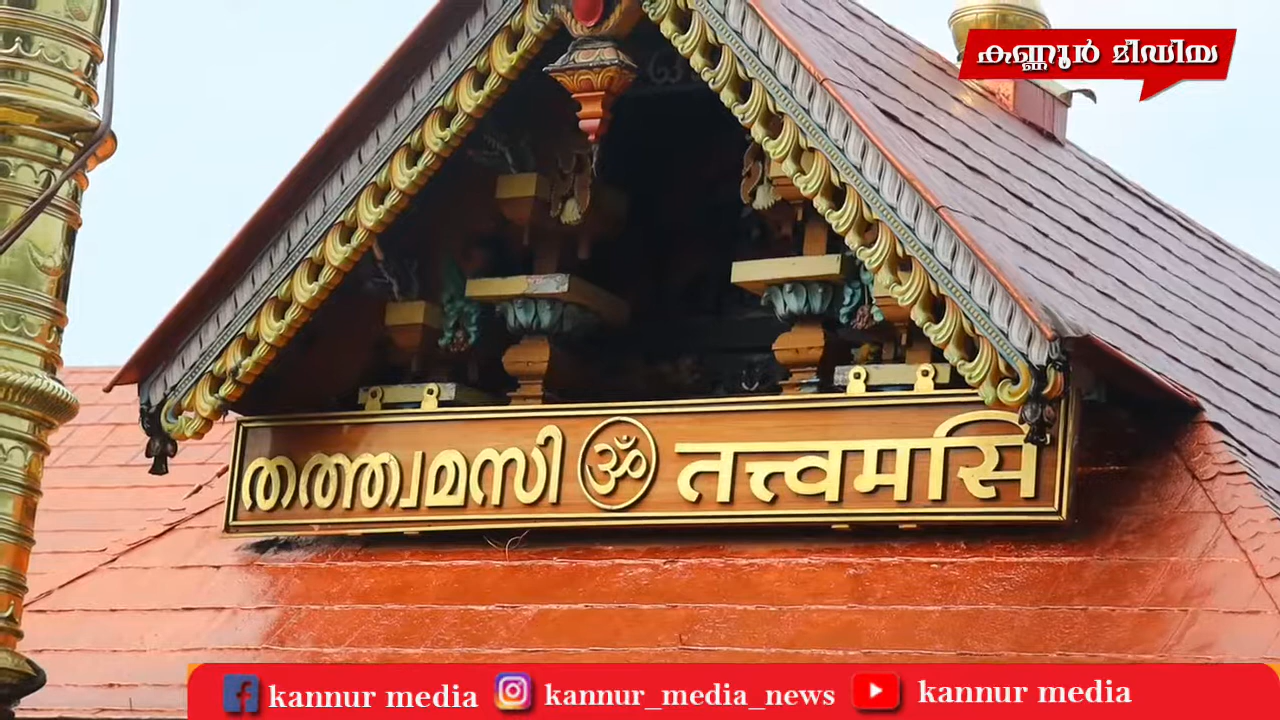 കണ്ണൂർ മീഡിയ
തത്ത്വമസി ॐ तत्त्वमसि
kannur media kannur_media_news kannur media